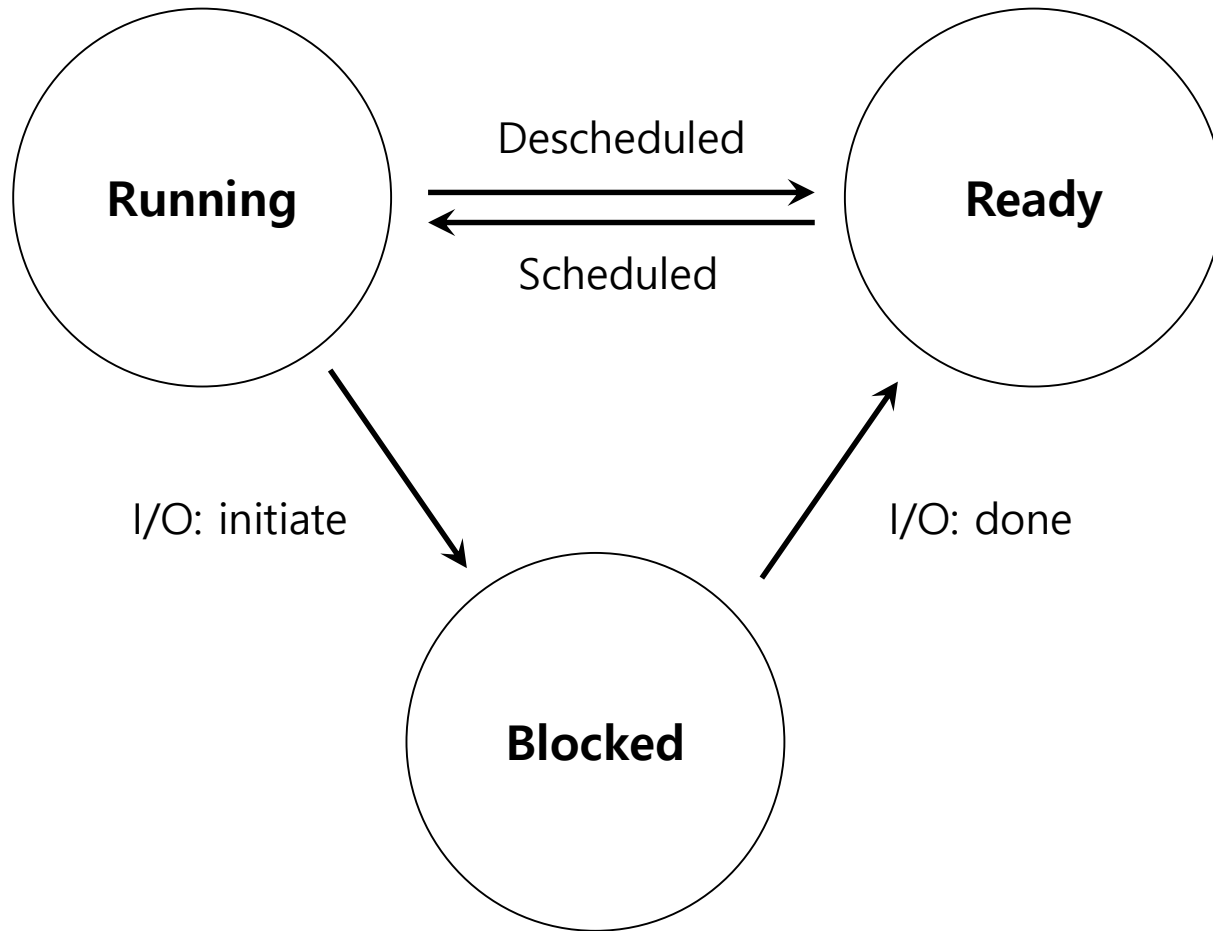 Descheduled
Running
Ready
Scheduled
I/O: initiate
I/O: done
Blocked